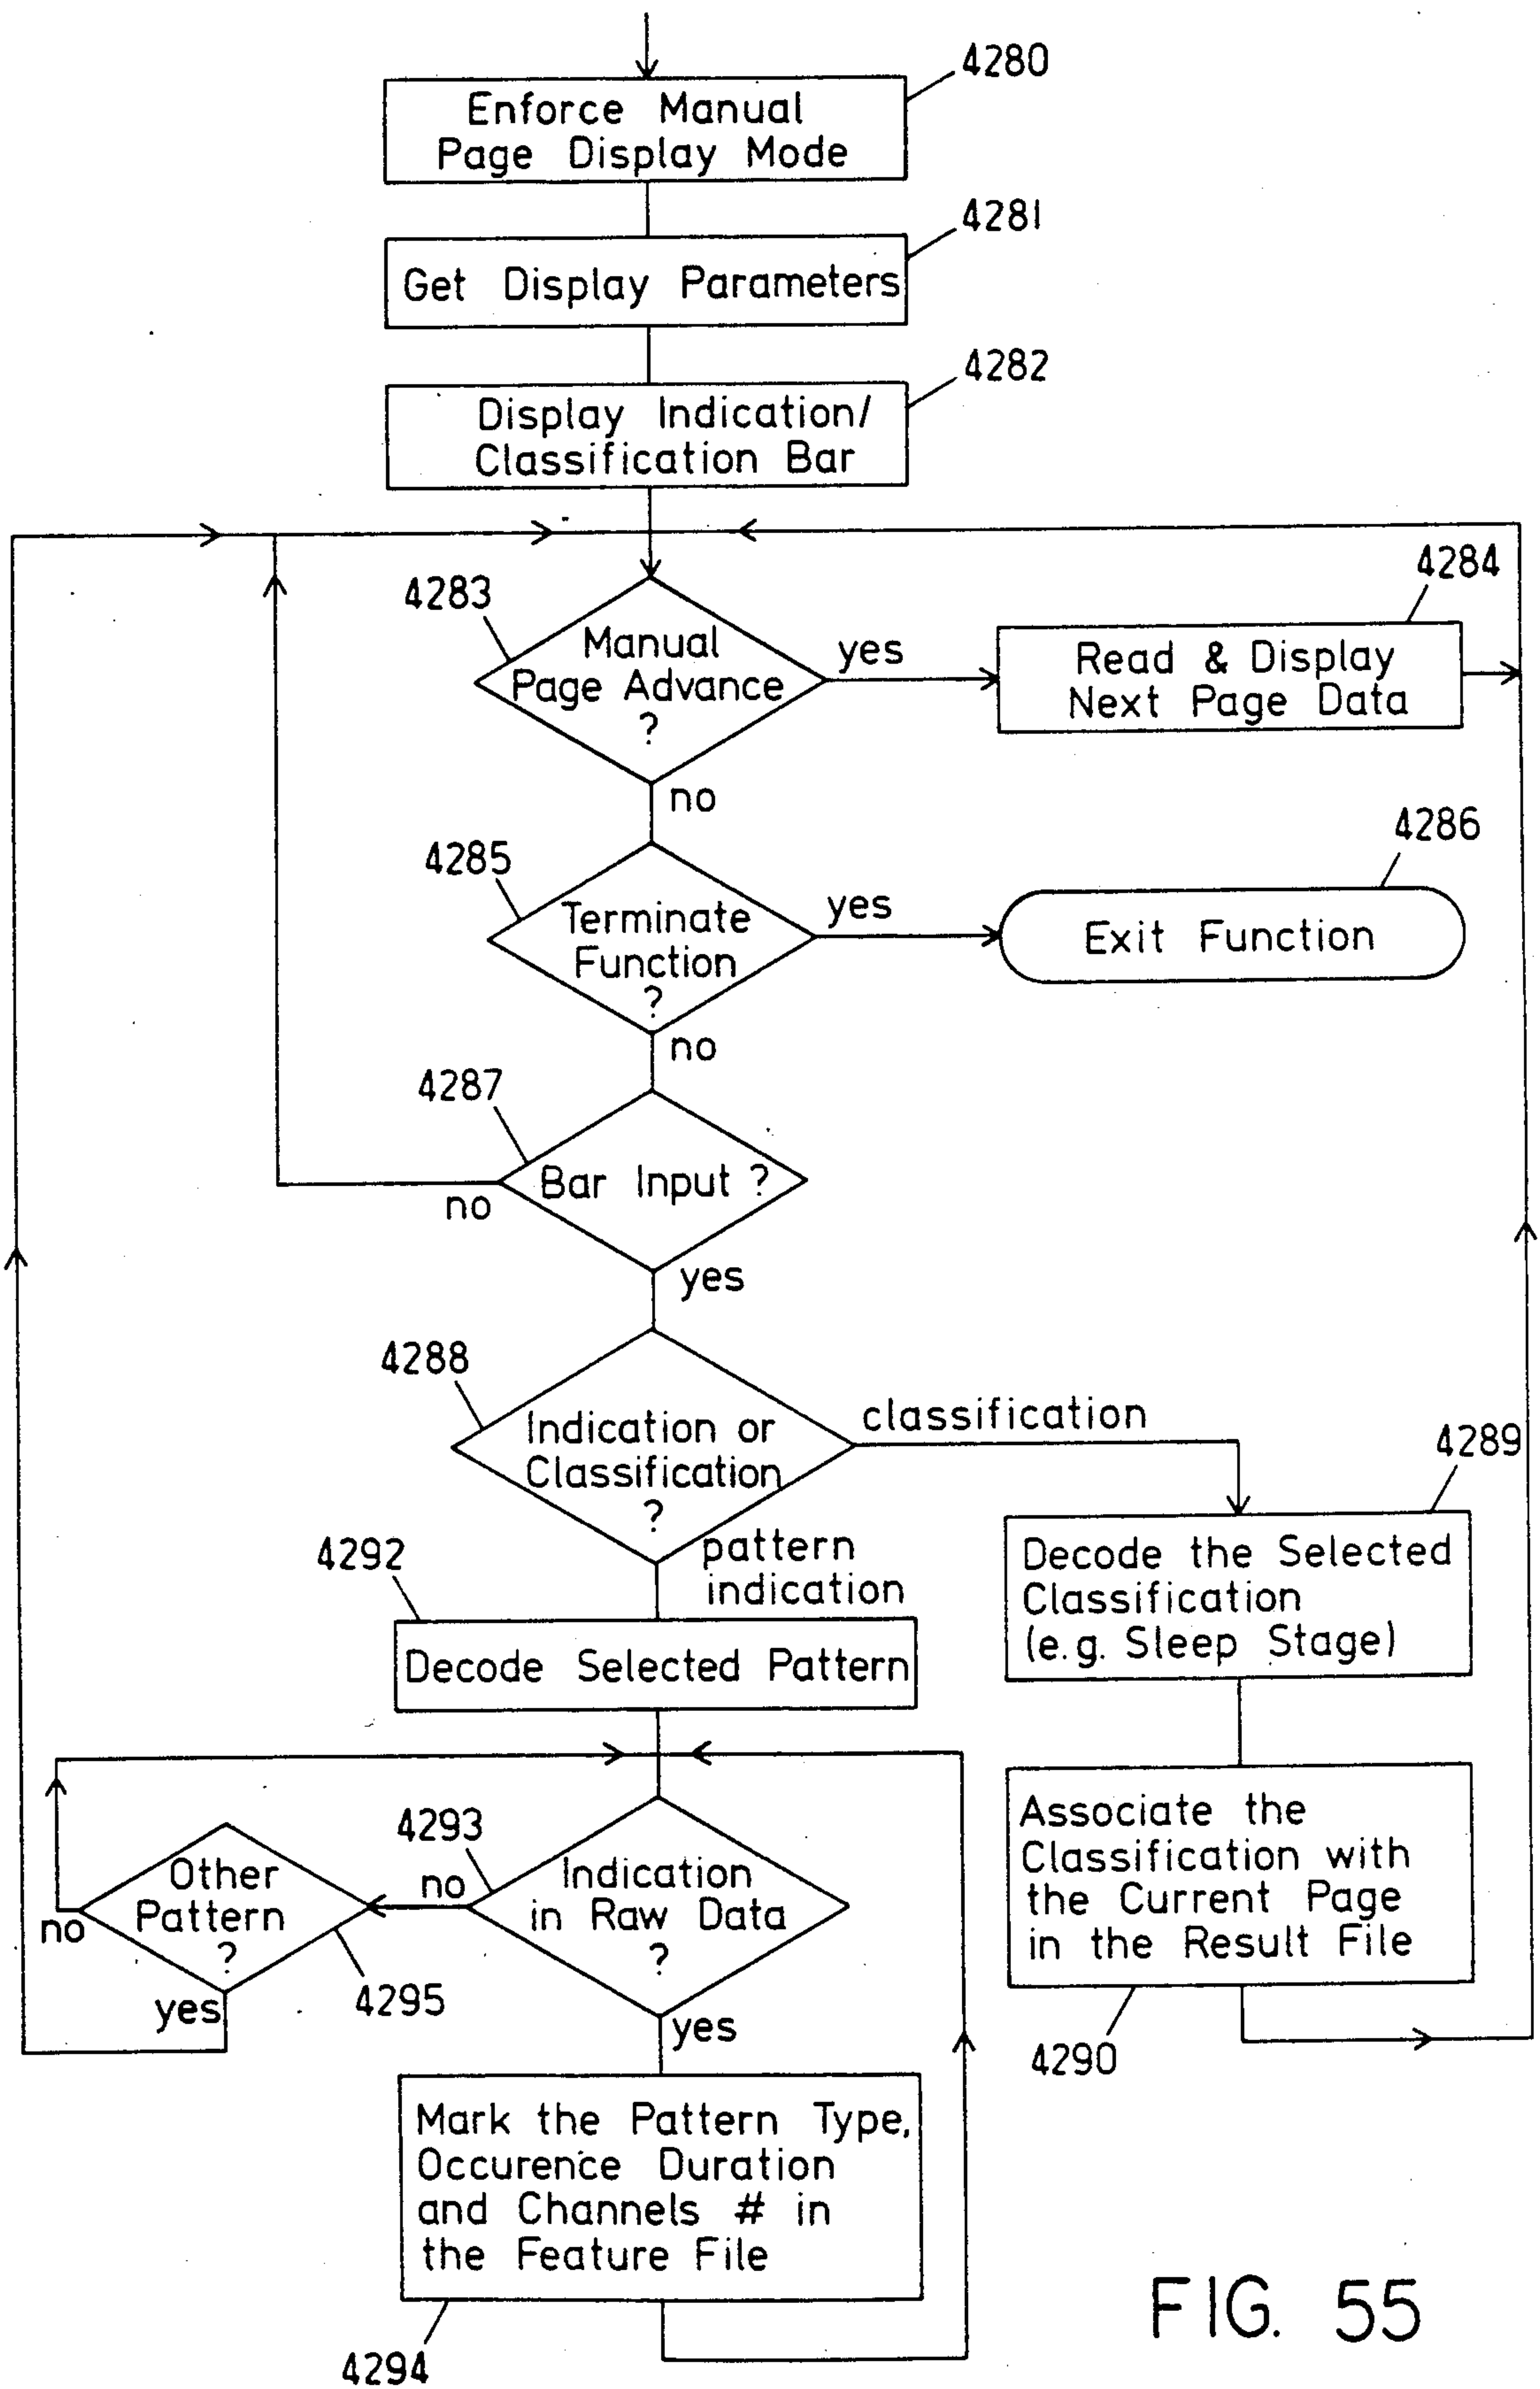 4280
Enforce Manual
Page Display Mode
4281
Get Display Parameters
4282
Display Indication/
Classification Bar
4283
Manual
Page Advance
?
yes
4284
Read & Display
Next Page Data
no
4285
Terminate
Function
?
yes
4286
Exit Function
no
4287
Bar Input ?
no
yes
4288
Indication or
Classification
?
classification
4289
Decode the Selected
Classification
(e.g. Sleep Stage)
pattern
indication
4292
Decode Selected Pattern
4293
Indication
in Raw Data
?
no
Other
Pattern
?
no
yes
4295
Associate the
Classification with
the Current Page
in the Result File
4290
yes
Mark the Pattern Type,
Occurence Duration
and Channels # in
the Feature File
4294
FIG. 55